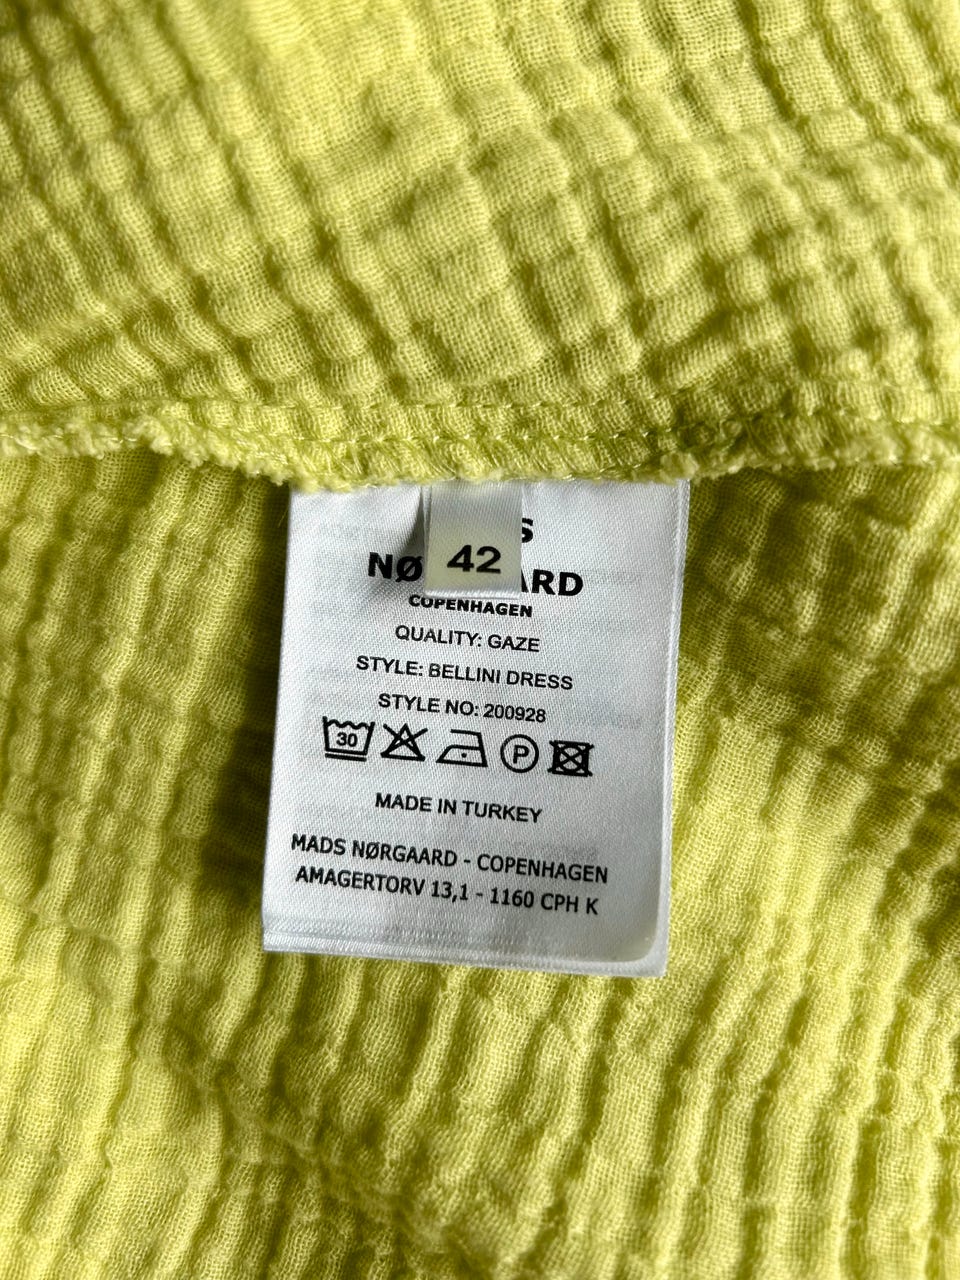 S
42
NØ ARD
COPENHAGEN
QUALITY: GAZE
STYLE: BELLINI DRESS
STYLE NO: 200928
30 P
MADE IN TURKEY
MADS NØRGAARD - COPENHAGEN
AMAGERTORV 13,1 - 1160 CPH K